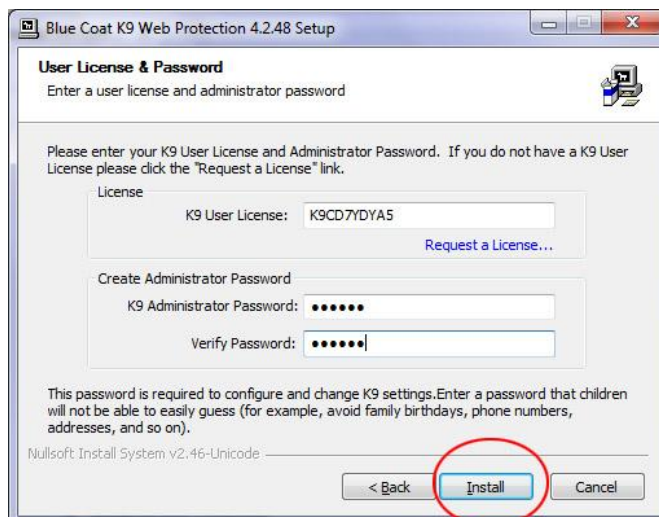 Blue Coat K9 Web Protection 4.2.48 Setup
User License & Password
Enter a user license and administrator password
Please enter your K9 User License and Administrator Password. If you do not have a K9 User
License please click the "Request a License" link.
License
K9 User License: K9CD7YDYA5
Request a License...
Create Administrator Password
K9 Administrator Password: ●●●●●●
Verify Password: ●●●●●●
This password is required to configure and change K9 settings.Enter a password that children
will not be able to easily guess (for example, avoid family birthdays, phone numbers,
addresses, and so on).
Nullsoft Install System v2.46-Unicode
< Back Install Cancel